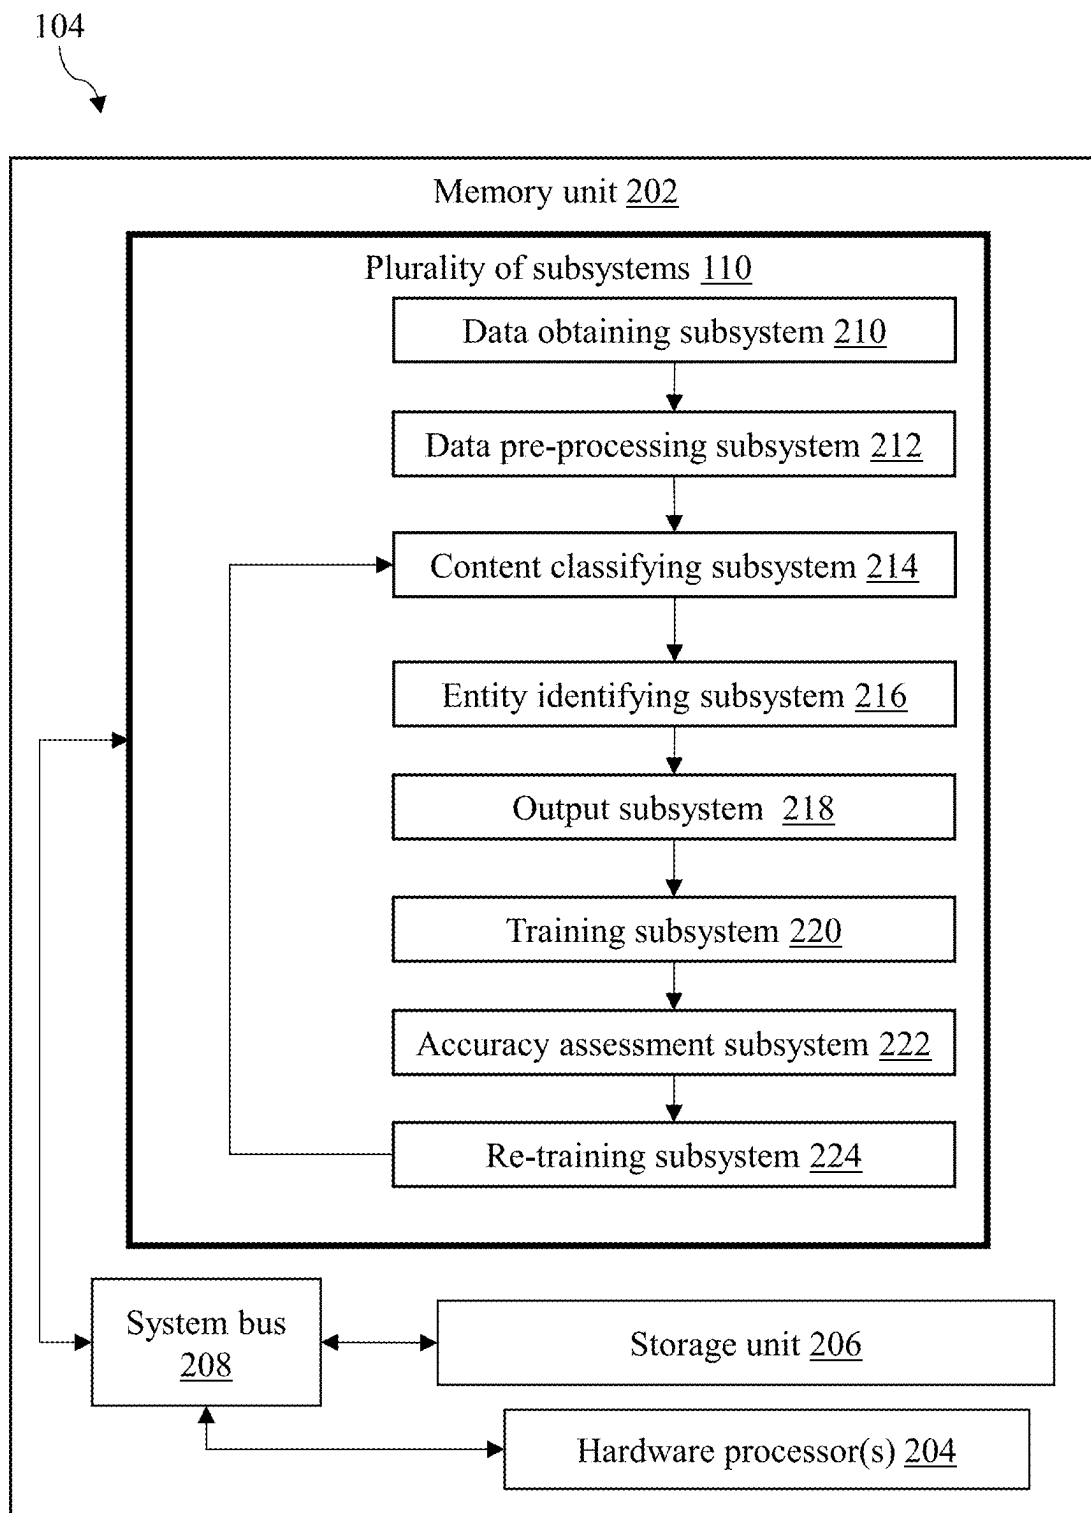 104
Memory unit 202
Plurality of subsystems 110
Data obtaining subsystem 210
Data pre-processing subsystem 212
Content classifying subsystem 214
Entity identifying subsystem 216
Output subsystem 218
Training subsystem 220
Accuracy assessment subsystem 222
Re-training subsystem 224
System bus
208
Storage unit 206
Hardware processor(s) 204